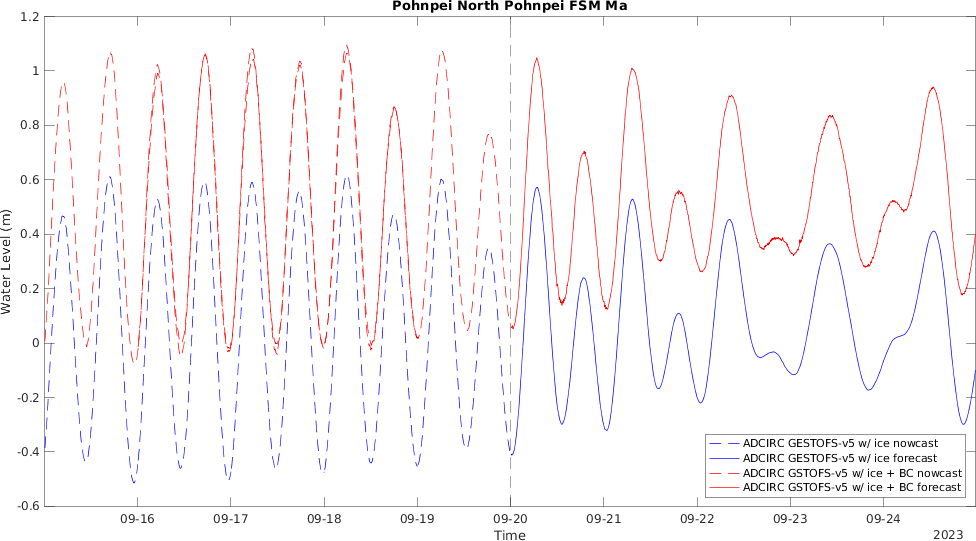 Pohnpei North Pohnpei FSM Ma
Water Level (m)
1.2
1
0.8
0.6
0.4
0.2
0
-0.2
-0.4
-0.6
ADCIRC GESTOFS-v5 w/ ice nowcast
ADCIRC GESTOFS-v5 w/ ice forecast
ADCIRC GSTOFS-v5 w/ ice + BC nowcast
ADCIRC GSTOFS-v5 w/ ice + BC forecast
09-16 09-17 09-18 09-19 09-20 09-21 09-22 09-23 09-24
Time
2023